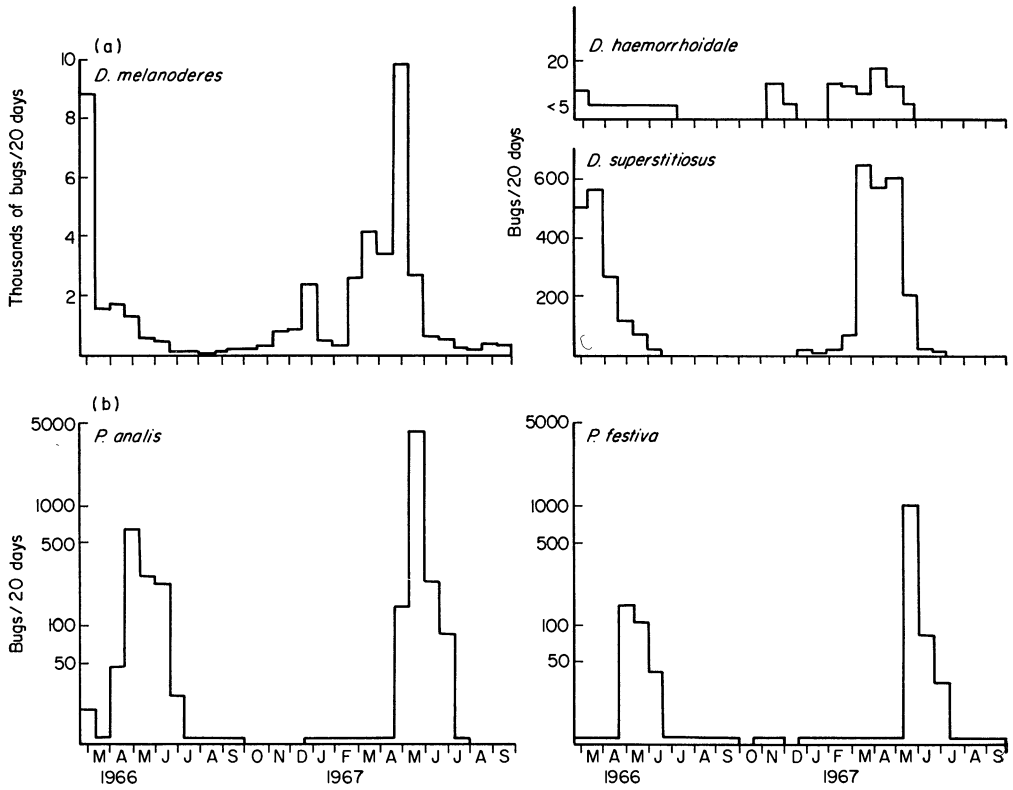 (a)
D. melanoderes
Thousands of bugs/20 days
10
8
6
4
2
D. haemorrhoidale
20
<5
D. superstitiosus
Bugs/20 days
600
400
200
(b)
P. analis
Bugs/20 days
5000
1000
500
100
50
M A M J J A S O N D J F M A M J J A S
1966 1967
P. festiva
5000
1000
500
100
50
M A M J J A S O N D J F M A M J J A S
1966 1967